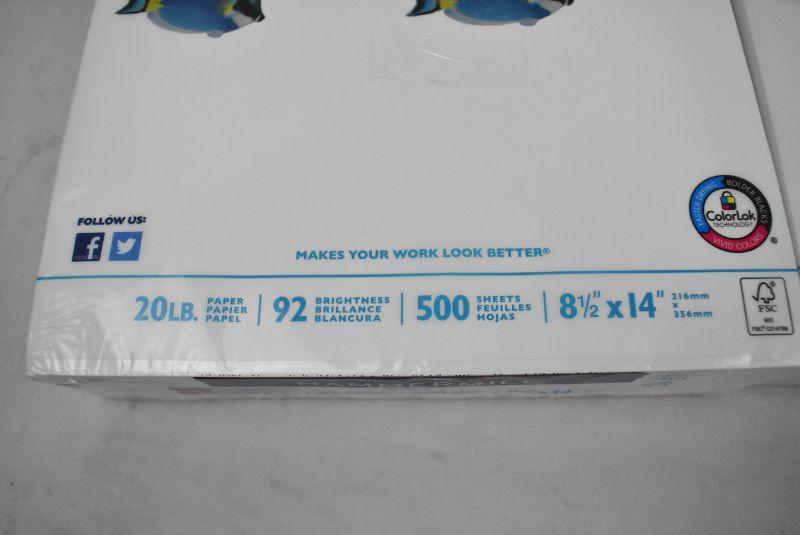 FOLLOW US:
FASTER DRYING BOLDER BLACKS
ColorLok
TECHNOLOGY
VIVID COLORS
®
MAKES YOUR WORK LOOK BETTER®
20LB. PAPER PAPIER PAPEL
92 BRIGHTNESS BRILLANCE BLANCURA
500 SHEETS FEUILLES HOJAS
8½" x 14" 216mm x 356mm
FSC
MIX
HAMMERMILL